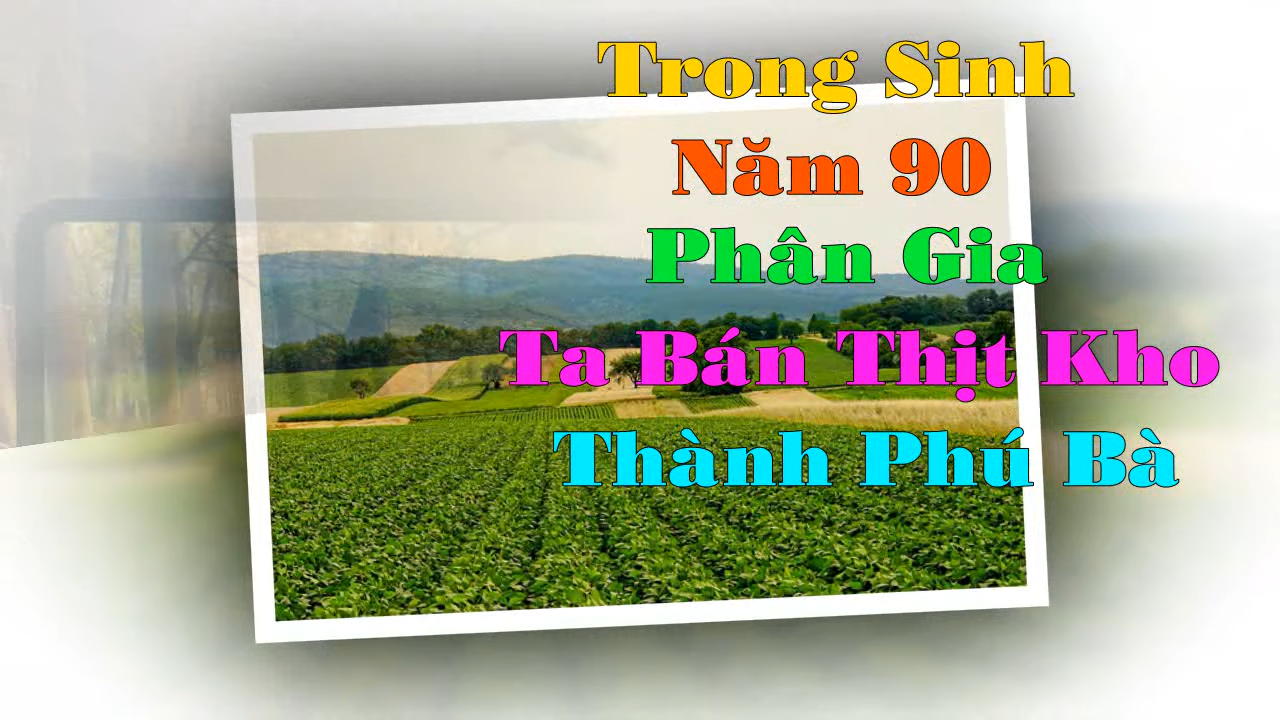 Trong Sinh
Năm 90
Phân Gia
Ta Bán Thịt Kho
Thành Phú Bà